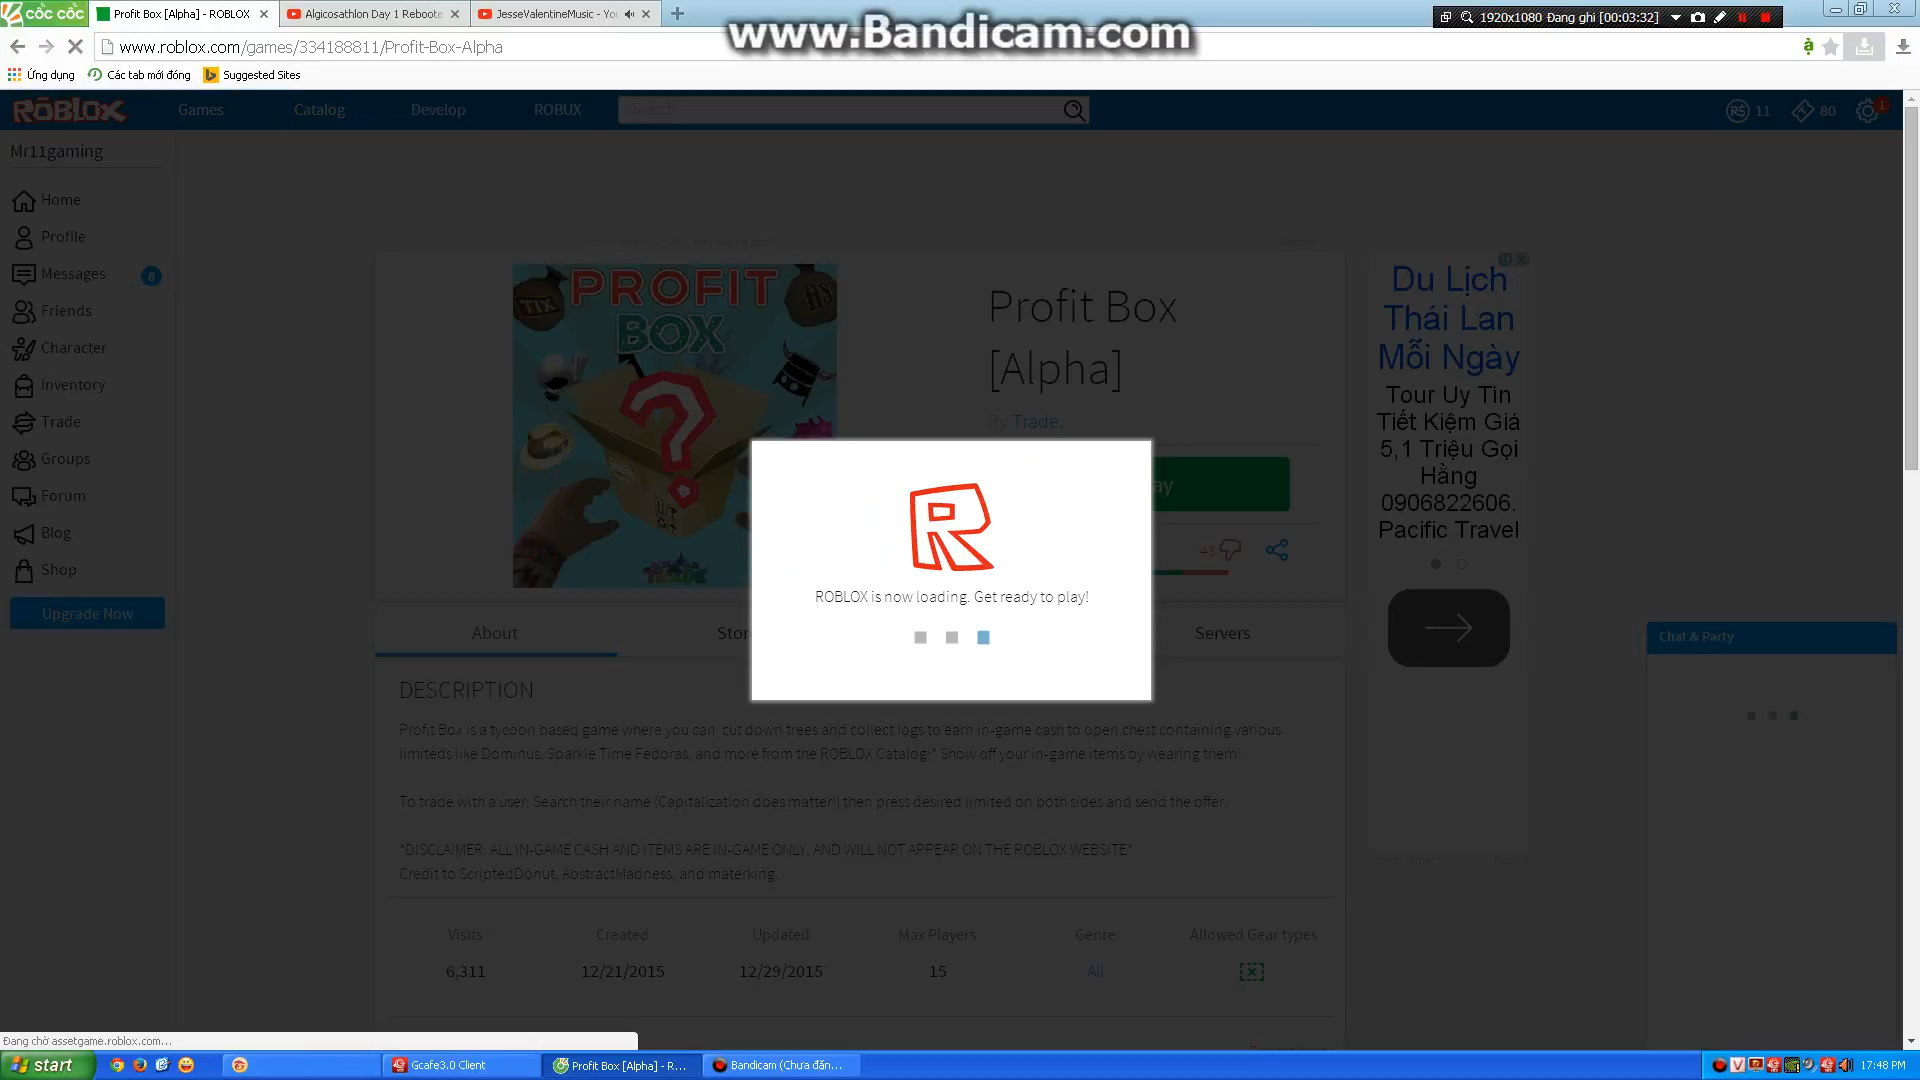 cốc cốc
Profit Box [Alpha] - ROBLOX
Algicosathlon Day 1 Reboote
JesseValentineMusic - Yo
www.Bandicam.com
1920x1080 Đang ghi [00:03:32]
www.roblox.com/games/334188811/Profit-Box-Alpha
Ứng dụng
Các tab mới đóng
Suggested Sites
ROBLOX
Games
Catalog
Develop
ROBUX
Search
R$ 11
80
1
Mr11gaming
Home
Profile
Messages
8
Friends
Character
Inventory
Trade
Groups
Forum
Blog
Shop
Upgrade Now
PROFIT
BOX
TIX
R$
Profit Box
[Alpha]
By Trade.
ay
43
ROBLOX is now loading. Get ready to play!
Du Lịch
Thái Lan
Mỗi Ngày
Tour Uy Tín
Tiết Kiệm Giá
5,1 Triệu Gọi
Hằng
0906822606.
Pacific Travel
About
Stor
Servers
Chat & Party
DESCRIPTION
Profit Box is a tycoon based game where you can cut down trees and collect logs to earn in-game cash to open chest containing various
limiteds like Dominus, Sparkle Time Fedoras, and more from the ROBLOX Catalog!* Show off your in-game items by wearing them!
To trade with a user; Search their name (Capitalization does matter!) then press desired limited on both sides and send the offer.
*DISCLAIMER: ALL IN-GAME CASH AND ITEMS ARE IN-GAME ONLY, AND WILL NOT APPEAR ON THE ROBLOX WEBSITE*
Credit to ScriptedDonut, AbstractMadness, and materking.
Visits
Created
Updated
Max Players
Genre
Allowed Gear types
6,311
12/21/2015
12/29/2015
15
All
Đang chờ assetgame.roblox.com...
start
Gcafe3.0 Client
Profit Box [Alpha] - R...
Bandicam (Chưa đăn...
17:48 PM